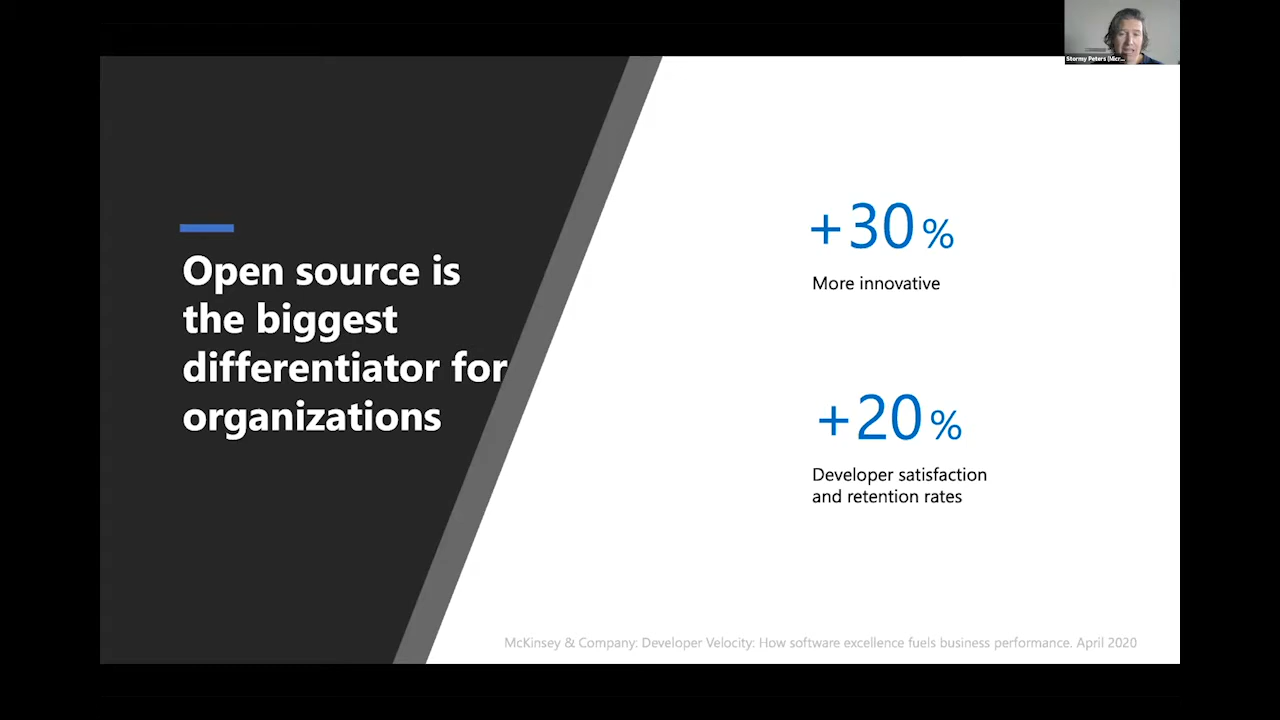 Stormy Peters (Micr...
Open source is
the biggest
differentiator for
organizations
+30%
More innovative
+20%
Developer satisfaction
and retention rates
McKinsey & Company: Developer Velocity: How software excellence fuels business performance. April 2020